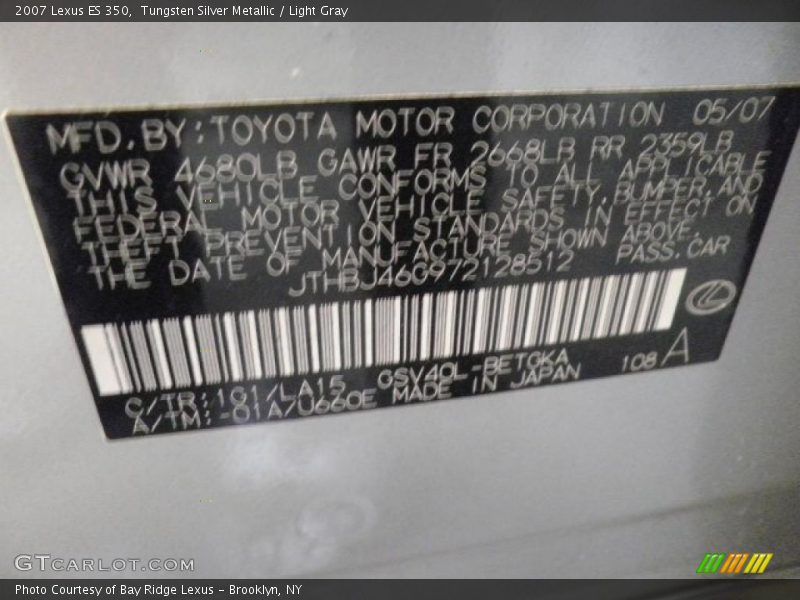 2007 Lexus ES 350, Tungsten Silver Metallic / Light Gray
MFD. BY: TOYOTA MOTOR CORPORATION 05/07
GVWR 4680LB GAWR FR 2668LB RR 2359LB
THIS VEHICLE CONFORMS TO ALL APPLICABLE
FEDERAL MOTOR VEHICLE SAFETY, BUMPER, AND
THEFT PREVENTION STANDARDS IN EFFECT ON
THE DATE OF MANUFACTURE SHOWN ABOVE.
JTHBJ46G972128512 PASS. CAR
C/TR: 1G1/LA15 GSV40L-BETGKA 108 A
A/TM: -01A/U660E MADE IN JAPAN
GTCARLOT.COM
Photo Courtesy of Bay Ridge Lexus – Brooklyn, NY